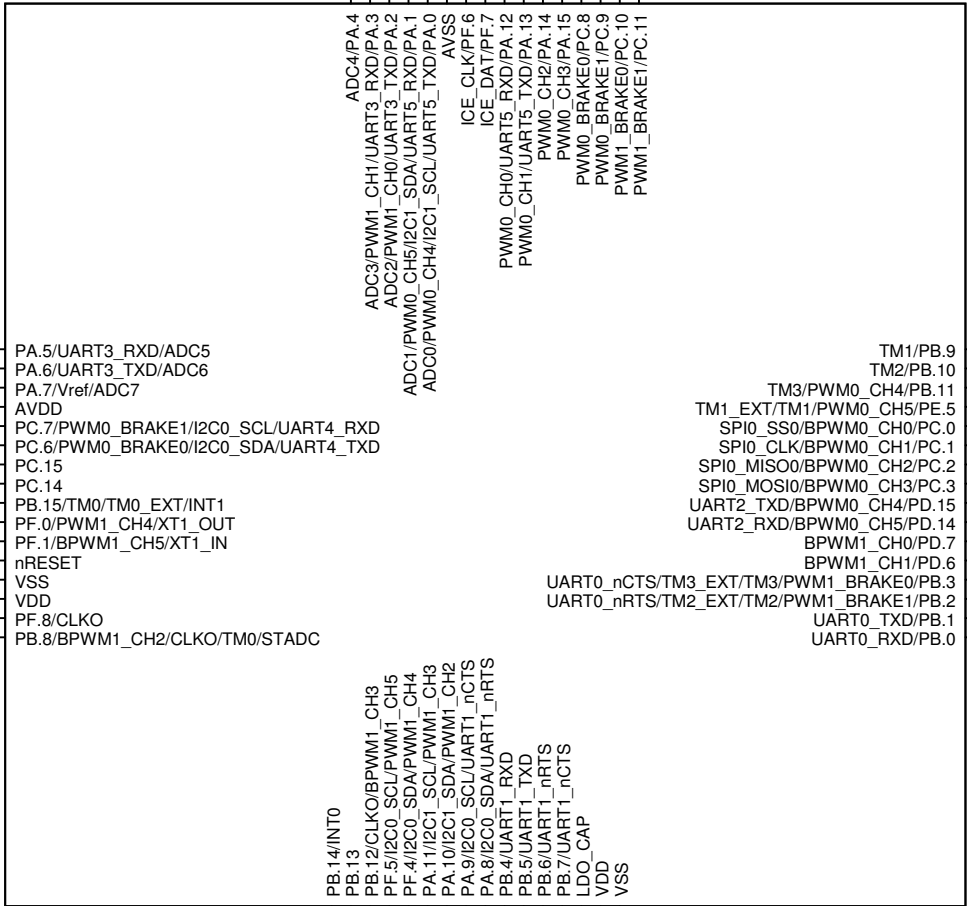 ADC4/PA.4
ADC3/PWM1_CH1/UART3_RXD/PA.3
ADC2/PWM1_CH0/UART3_TXD/PA.2
ADC1/PWM0_CH5/I2C1_SDA/UART5_RXD/PA.1
ADC0/PWM0_CH4/I2C1_SCL/UART5_TXD/PA.0
AVSS
ICE_CLK/PF.6
ICE_DAT/PF.7
PWM0_CH0/UART5_RXD/PA.12
PWM0_CH1/UART5_TXD/PA.13
PWM0_CH2/PA.14
PWM0_CH3/PA.15
PWM0_BRAKE0/PC.8
PWM0_BRAKE1/PC.9
PWM1_BRAKE0/PC.10
PWM1_BRAKE1/PC.11
PA.5/UART3_RXD/ADC5
PA.6/UART3_TXD/ADC6
PA.7/Vref/ADC7
AVDD
PC.7/PWM0_BRAKE1/I2C0_SCL/UART4_RXD
PC.6/PWM0_BRAKE0/I2C0_SDA/UART4_TXD
PC.15
PC.14
PB.15/TM0/TM0_EXT/INT1
PF.0/PWM1_CH4/XT1_OUT
PF.1/BPWM1_CH5/XT1_IN
nRESET
VSS
VDD
PF.8/CLKO
PB.8/BPWM1_CH2/CLKO/TM0/STADC
TM1/PB.9
TM2/PB.10
TM3/PWM0_CH4/PB.11
TM1_EXT/TM1/PWM0_CH5/PE.5
SPI0_SS0/BPWM0_CH0/PC.0
SPI0_CLK/BPWM0_CH1/PC.1
SPI0_MISO0/BPWM0_CH2/PC.2
SPI0_MOSI0/BPWM0_CH3/PC.3
UART2_TXD/BPWM0_CH4/PD.15
UART2_RXD/BPWM0_CH5/PD.14
BPWM1_CH0/PD.7
BPWM1_CH1/PD.6
UART0_nCTS/TM3_EXT/TM3/PWM1_BRAKE0/PB.3
UART0_nRTS/TM2_EXT/TM2/PWM1_BRAKE1/PB.2
UART0_TXD/PB.1
UART0_RXD/PB.0
PB.14/INT0
PB.13
PB.12/CLKO/BPWM1_CH3
PF.5/I2C0_SCL/PWM1_CH5
PF.4/I2C0_SDA/PWM1_CH4
PA.11/I2C1_SCL/PWM1_CH3
PA.10/I2C1_SDA/PWM1_CH2
PA.9/I2C0_SCL/UART1_nCTS
PA.8/I2C0_SDA/UART1_nRTS
PB.4/UART1_RXD
PB.5/UART1_TXD
PB.6/UART1_nRTS
PB.7/UART1_nCTS
LDO_CAP
VDD
VSS